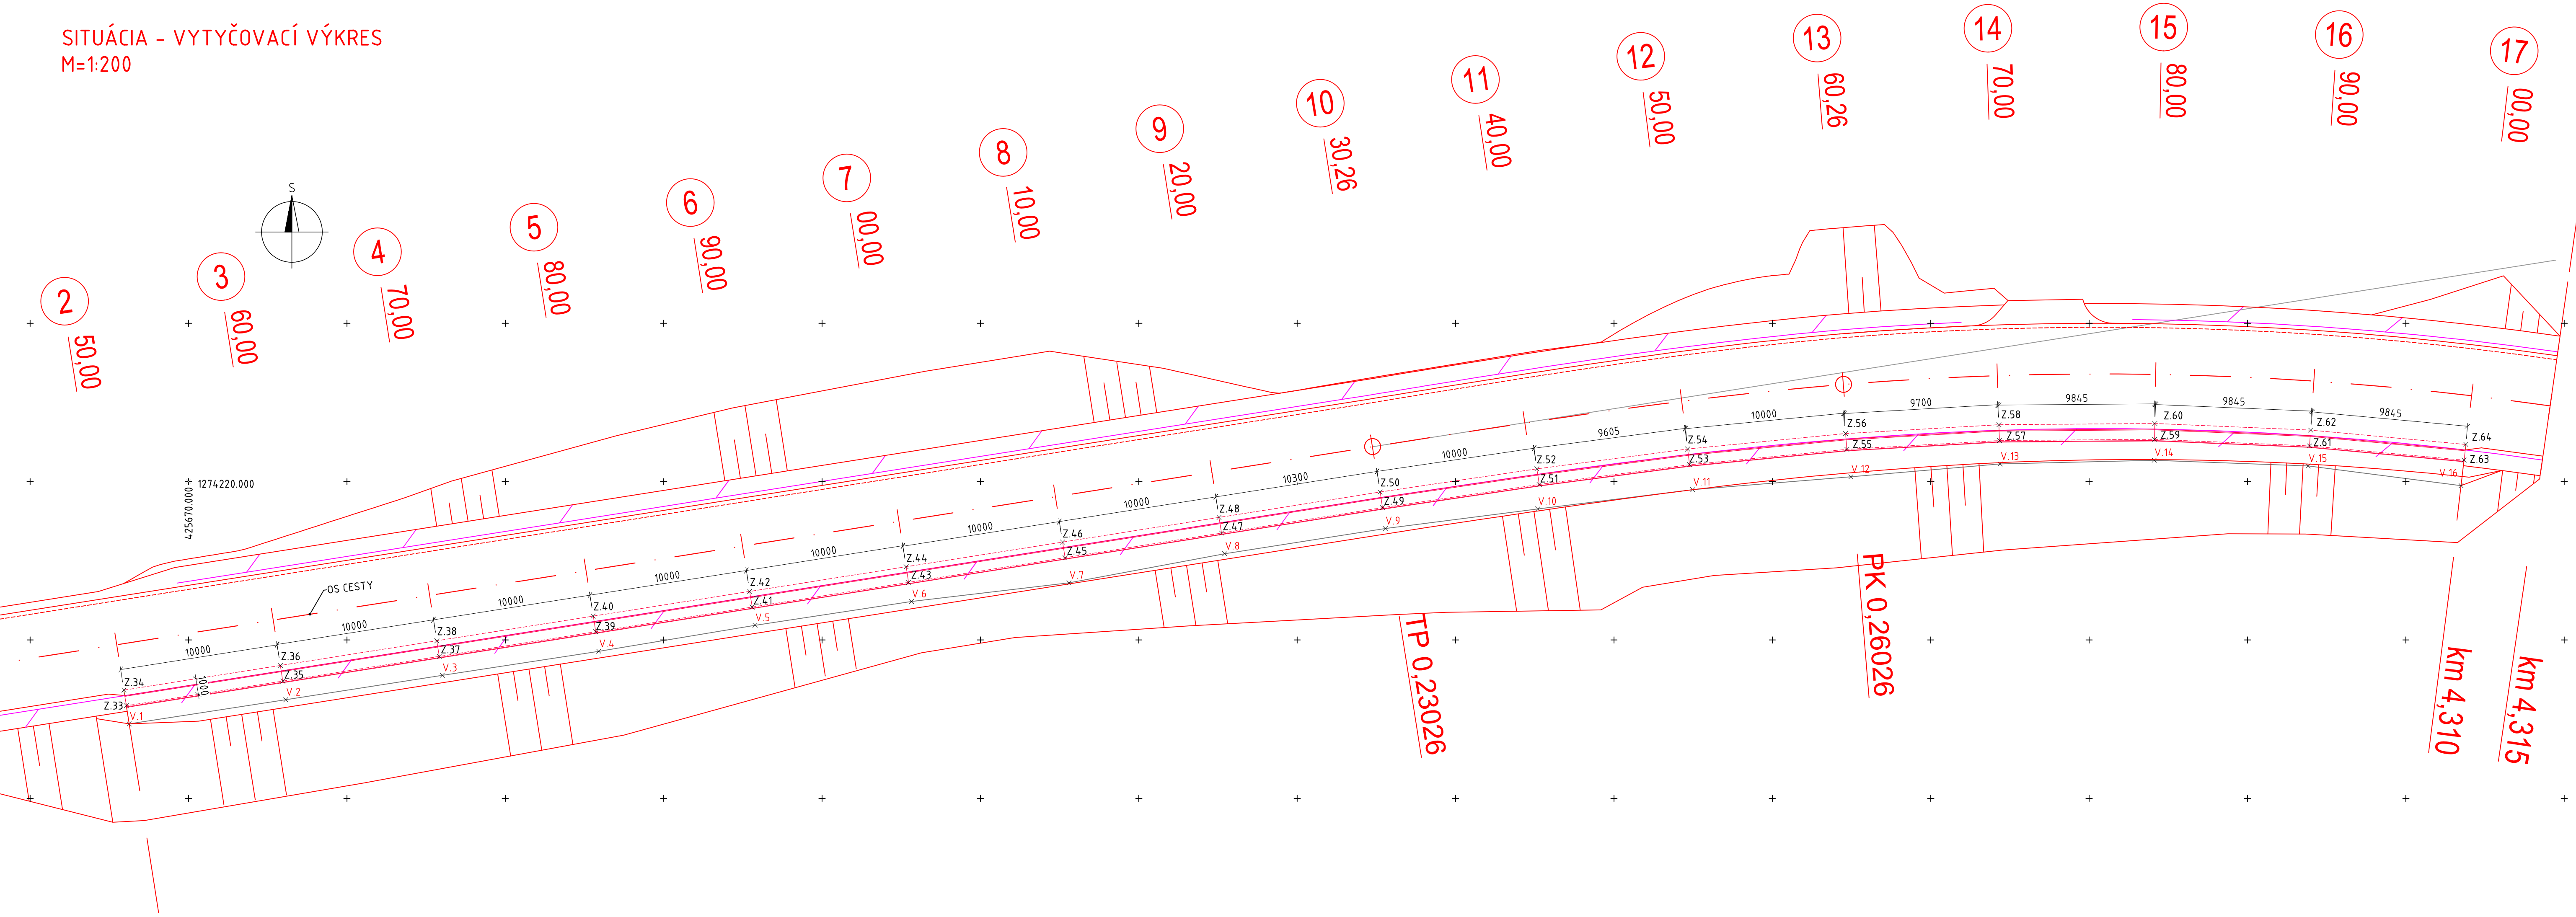 SITUÁCIA - VYTYČOVACÍ VÝKRES
M=1:200
S
2
50,00
3
60,00
4
70,00
5
80,00
6
90,00
7
00,00
8
10,00
9
20,00
10
30,26
11
40,00
12
50,00
13
60,26
14
70,00
15
80,00
16
90,00
17
00,00
1274220.000
425670.000
OS CESTY
10000
10000
10000
10000
10000
10000
10000
10300
10000
9605
10000
9700
9845
9845
9845
1000
Z.34
Z.36
Z.38
Z.40
Z.42
Z.44
Z.46
Z.48
Z.50
Z.52
Z.54
Z.56
Z.58
Z.60
Z.62
Z.64
Z.33
Z.35
Z.37
Z.39
Z.41
Z.43
Z.45
Z.47
Z.49
Z.51
Z.53
Z.55
Z.57
Z.59
Z.61
Z.63
V.1
V.2
V.3
V.4
V.5
V.6
V.7
V.8
V.9
V.10
V.11
V.12
V.13
V.14
V.15
V.16
TP 0,23026
PK 0,26026
km 4,310
km 4,315